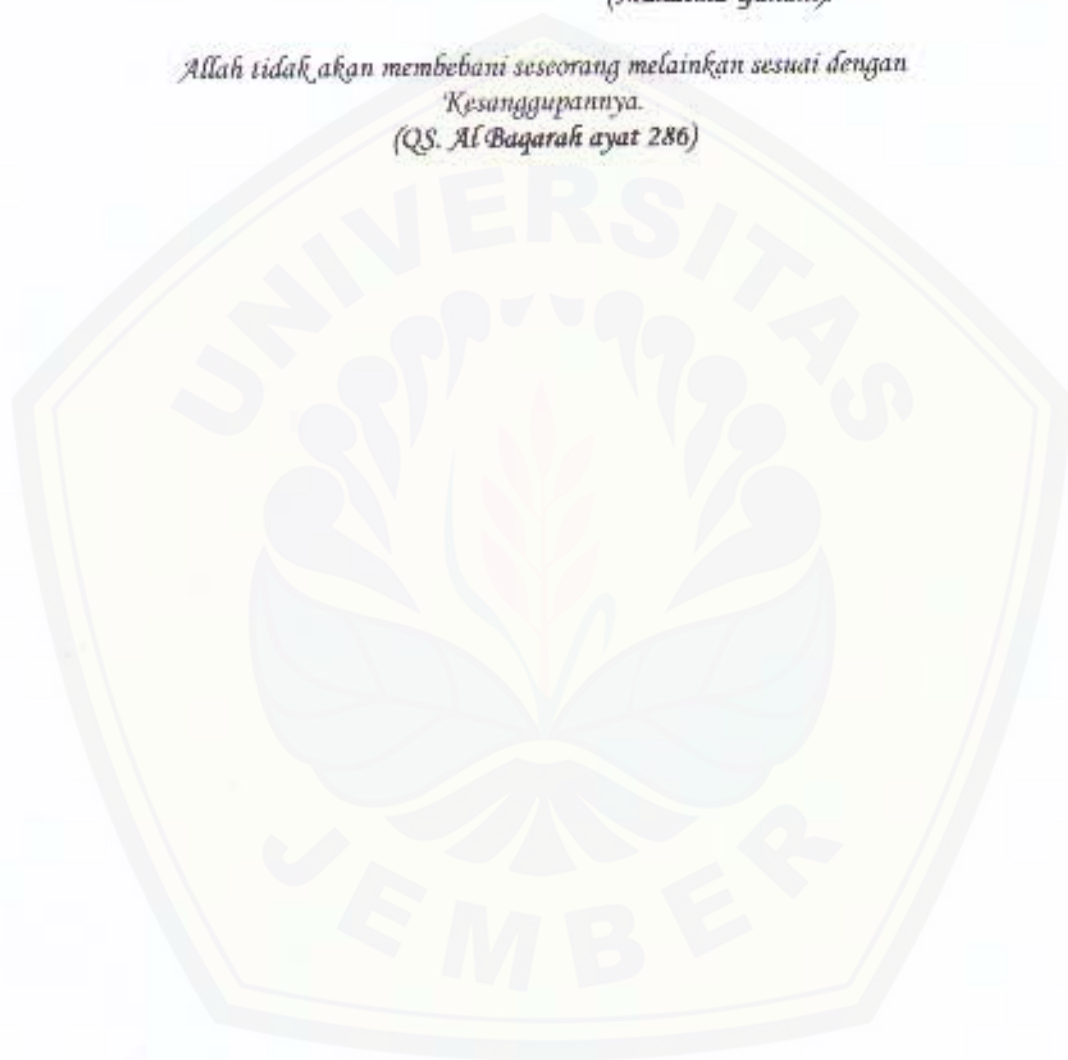 Allah tidak akan membebani seseorang melainkan sesuai dengan
Kesanggupannya.
(QS. Al Baqarah ayat 286)
UNIVERSITAS
JEMBER